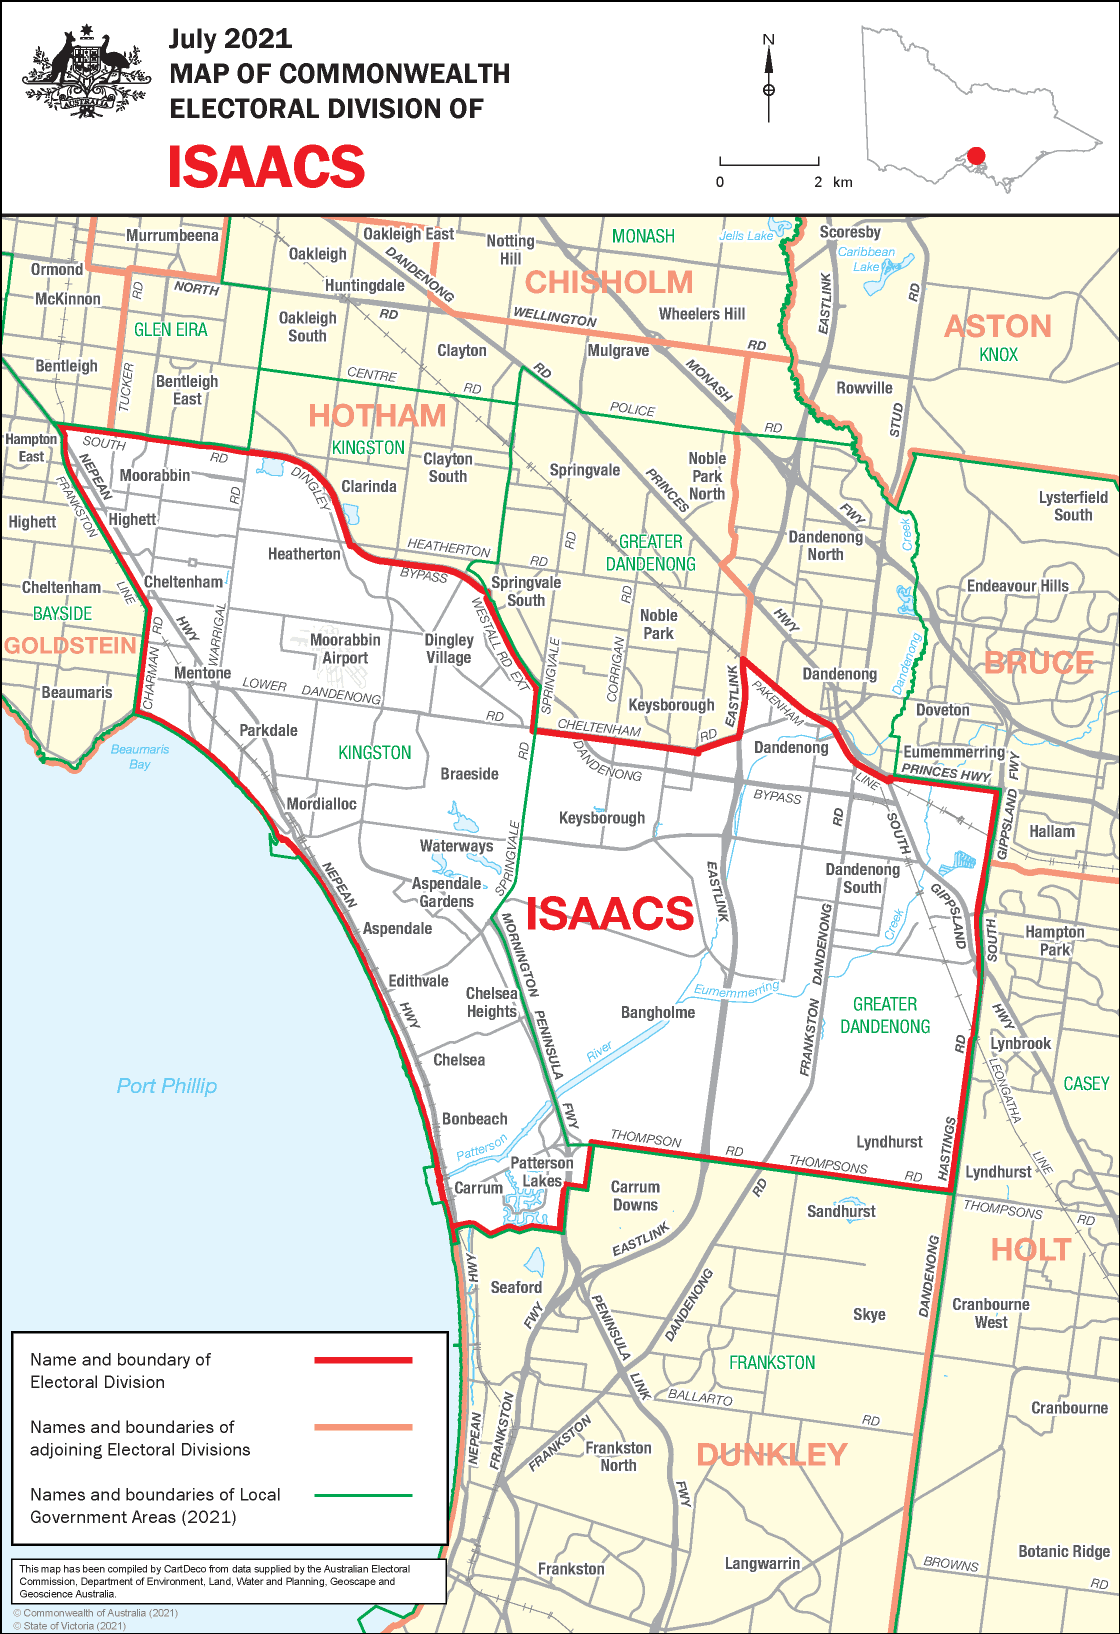 July 2021
MAP OF COMMONWEALTH
ELECTORAL DIVISION OF
ISAACS
AUSTRALIA
N
0 2 km
Murrumbeena
Oakleigh East
Notting
Hill
MONASH
Jells Lake
Scoresby
Caribbean
Lake
Ormond
Oakleigh
DANDENONG
McKinnon
RD
NORTH
Huntingdale
CHISHOLM
EASTLINK
RD
GLEN EIRA
Oakleigh
South
RD
WELLINGTON
Wheelers Hill
ASTON
KNOX
Bentleigh
TUCKER
Bentleigh
East
CENTRE
RD
Clayton
RD
Mulgrave
RD
MONASH
Rowville
HOTHAM
KINGSTON
POLICE
RD
STUD
Hampton
East
SOUTH
RD
Moorabbin
NEPEAN
FRANKSTON
RD
DINGLEY
Clarinda
Clayton
South
Springvale
PRINCES
Noble
Park
North
FWY
Lysterfield
South
Highett
Highett
Heatherton
HEATHERTON
RD
RD
GREATER
DANDENONG
Dandenong
North
Creek
Cheltenham
BAYSIDE
GOLDSTEIN
LINE
Cheltenham
BYPASS
Springvale
South
RD
Endeavour Hills
HWY
WARRIGAL
Moorabbin
Airport
Dingley
Village
WESTALL RD EXT
Noble
Park
HWY
Beaumaris
CHARMAN RD
Mentone
LOWER DANDENONG
RD
SPRINGVALE
CORRIGAN
Keysborough
EASTLINK
PAKENHAM
Dandenong
Dandenong
BRUCE
Doveton
Beaumaris
Bay
Parkdale
KINGSTON
RD
CHELTENHAM
RD
DANDENONG
Dandenong
LINE
Eumemmerring
PRINCES HWY
FWY
Braeside
Mordialloc
Keysborough
BYPASS
RD
SOUTH
GIPPSLAND
Hallam
Waterways
SPRINGVALE
NEPEAN
Aspendale
Gardens
ISAACS
EASTLINK
Dandenong
South
GIPPSLAND
Aspendale
MORNINGTON
DANDENONG
Creek
SOUTH
Hampton
Park
Edithvale
Chelsea
Heights
HWY
PENINSULA
Eumemmerring
Bangholme
FRANKSTON
GREATER
DANDENONG
HWY
Lynbrook
RD
Chelsea
River
LEONGATHA
CASEY
Port Phillip
Bonbeach
FWY
THOMPSON
RD
THOMPSONS
RD
Lyndhurst
HASTINGS
LINE
Patterson
Patterson
Lakes
Carrum
Carrum
Downs
RD
Sandhurst
Lyndhurst
THOMPSONS
RD
HOLT
HWY
EASTLINK
Seaford
FWY
PENINSULA
DANDENONG
Skye
DANDENONG
Cranbourne
West
Name and boundary of
Electoral Division
FRANKSTON
LINK
BALLARTO
RD
Cranbourne
Names and boundaries of
adjoining Electoral Divisions
NEPEAN
FRANKSTON
FRANKSTON
Frankston
North
DUNKLEY
FWY
Names and boundaries of Local
Government Areas (2021)
Frankston
Langwarrin
BROWNS
RD
Botanic Ridge
This map has been compiled by CartDeco from data supplied by the Australian Electoral
Commission, Department of Environment, Land, Water and Planning, Geoscape and
Geoscience Australia.
© Commonwealth of Australia (2021)
© State of Victoria (2021)